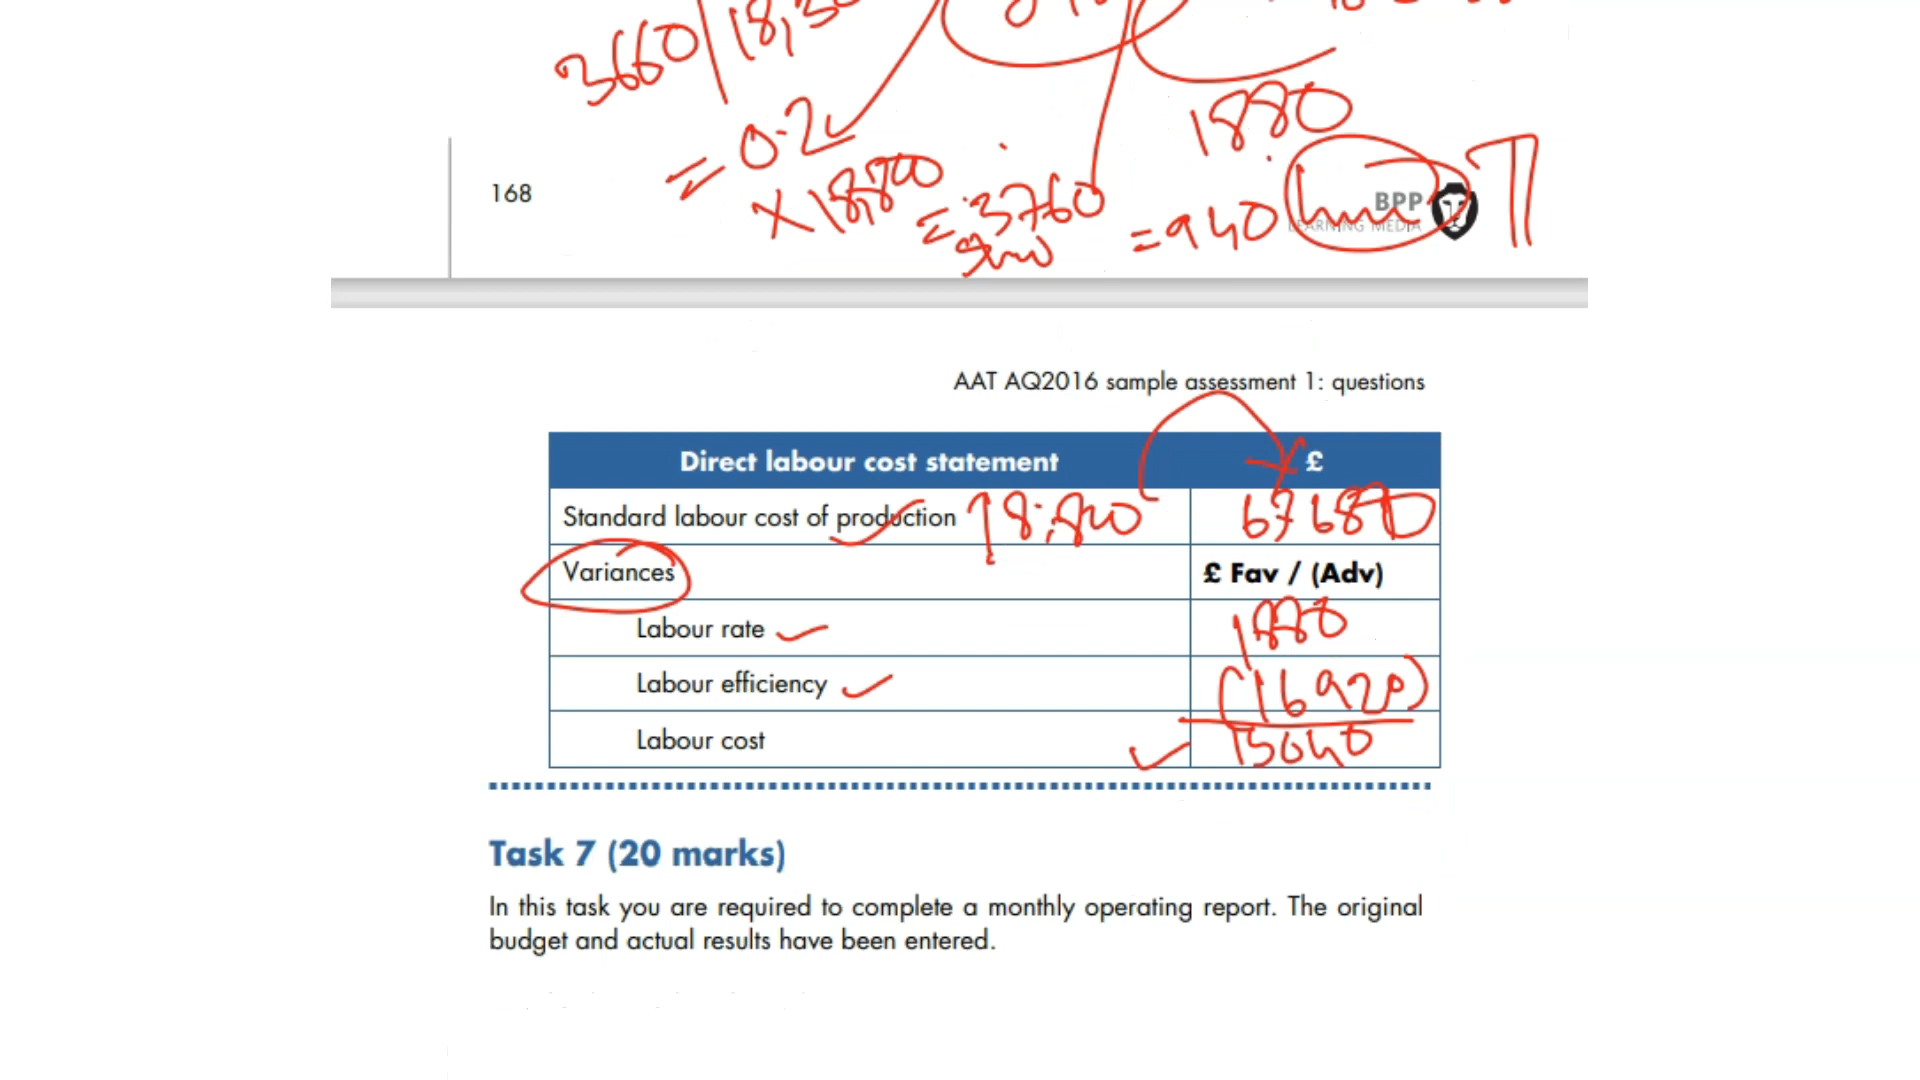 3660/18,3
= 0.2
× 18,800
= 3760
1880
= 940
168
BPP
LEARNING MEDIA
AAT AQ2016 sample assessment 1: questions
Direct labour cost statement £
Standard labour cost of production 18,800 67680
Variances £ Fav / (Adv)
Labour rate 1880
Labour efficiency (16920)
Labour cost 15040
Task 7 (20 marks)
In this task you are required to complete a monthly operating report. The original
budget and actual results have been entered.